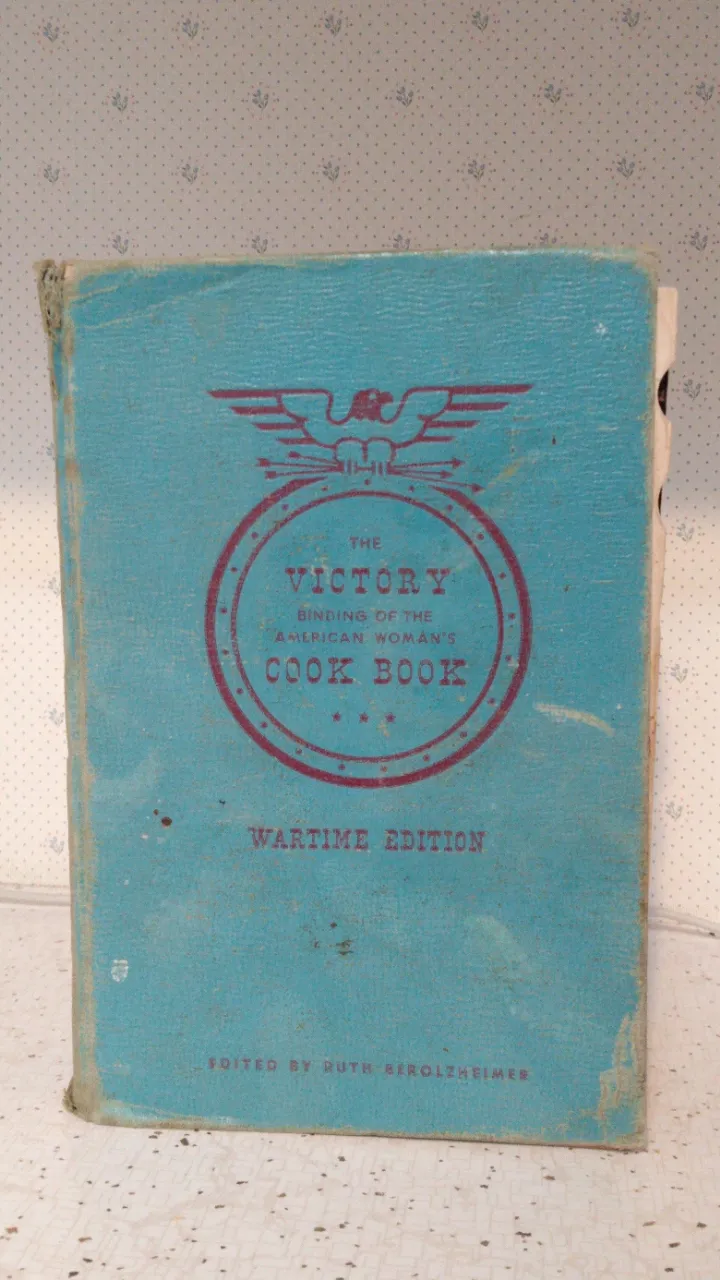 THE
VICTORY
BINDING OF THE
AMERICAN WOMAN'S
COOK BOOK
WARTIME EDITION
EDITED BY RUTH BEROLZHEIMER